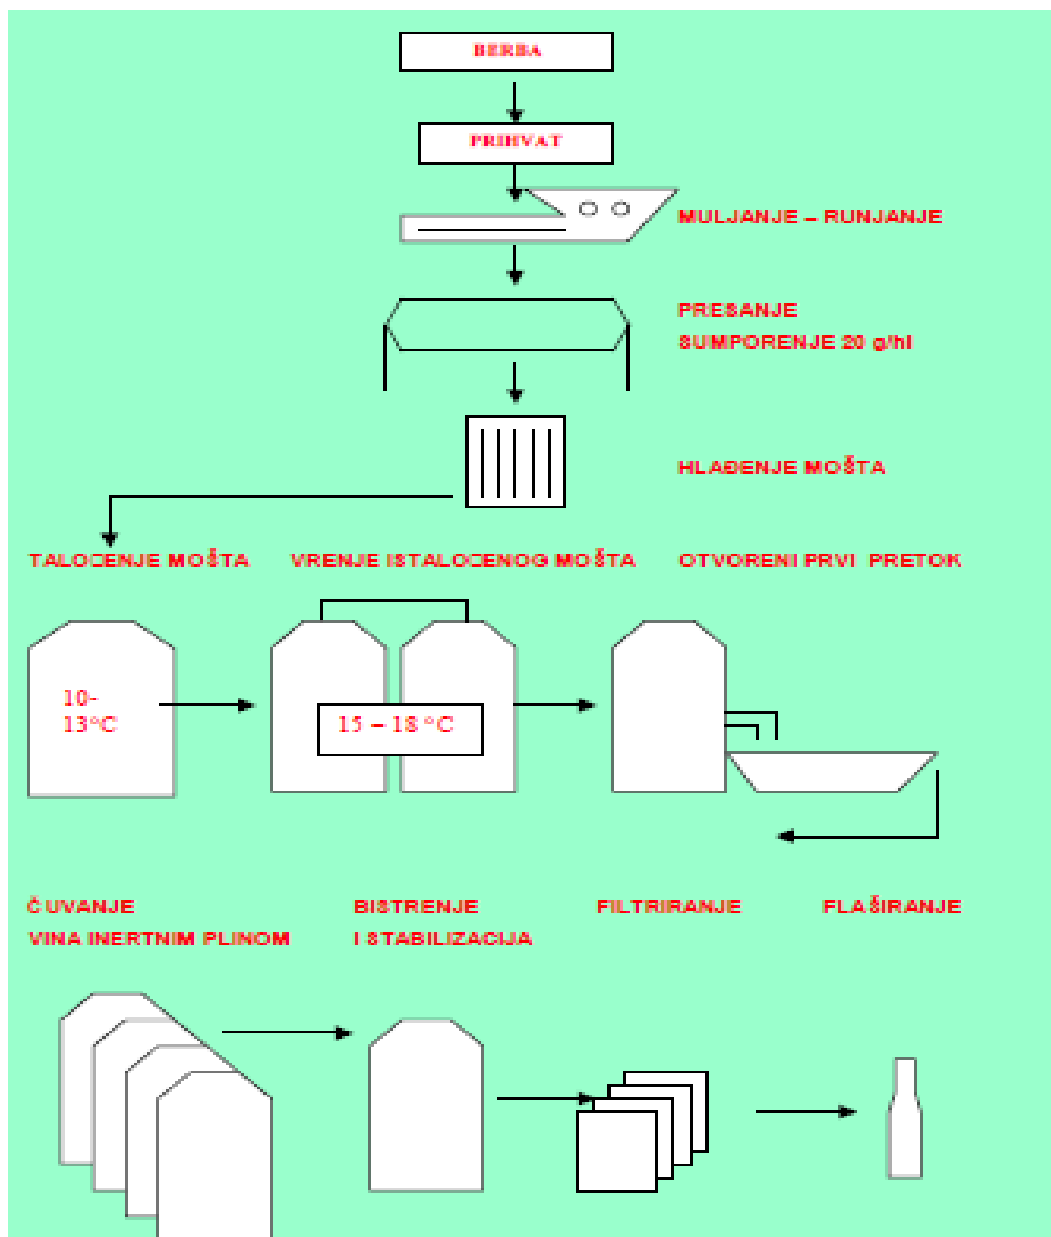 BERBA
PRIHVAT
MULJANJE – RUNJANJE
PRESANJE
SUMPORENJE 20 g/hl
HLAĐENJE MOŠTA
TALOŽENJE MOŠTA VRENJE ISTALOŽENOG MOŠTA OTVORENI PRVI PRETOK
10-
13°C
15 – 18 °C
ČUVANJE BISTRENJE FILTRIRANJE FLAŠIRANJE
VINA INERTNIM PLINOM I STABILIZACIJA